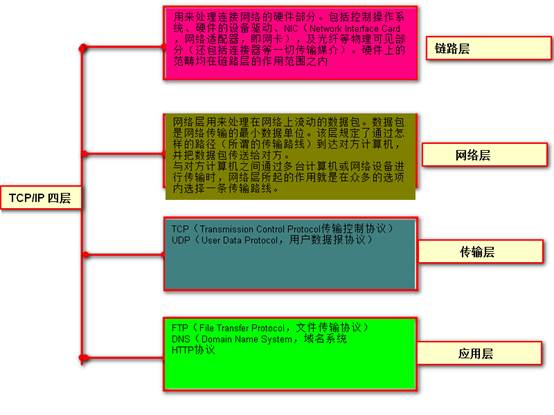 用来处理连接网络的硬件部分。包括控制操作系
统、硬件的设备驱动、NIC（Network Interface Card
，网络适配器，即网卡），及光纤等物理可见部
分（还包括连接器等一切传输媒介）。硬件上的
范畴均在链路层的作用范围之内
链路层
网络层用来处理在网络上流动的数据包。数据包
是网络传输的最小数据单位。该层规定了通过怎
样的路径（所谓的传输路线）到达对方计算机，
并把数据包传送给对方。
与对方计算机之间通过多台计算机或网络设备进
行传输时，网络层所起的作用就是在众多的选项
内选择一条传输路线。
网络层
TCP/IP 四层
TCP（Transmission Control Protocol传输控制协议）
UDP（User Data Protocol，用户数据报协议）
传输层
FTP（File Transfer Protocol，文件传输协议）
DNS（Domain Name System，域名系统
HTTP协议
应用层